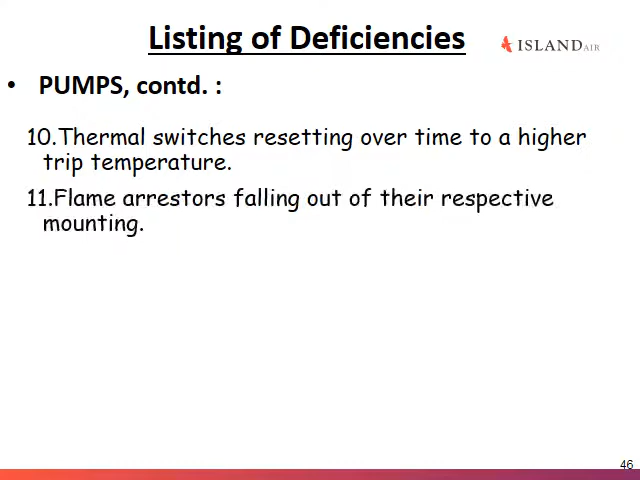 Listing of Deficiencies
ISLAND AIR
• PUMPS, contd. :
10.Thermal switches resetting over time to a higher
trip temperature.
11.Flame arrestors falling out of their respective
mounting.
46